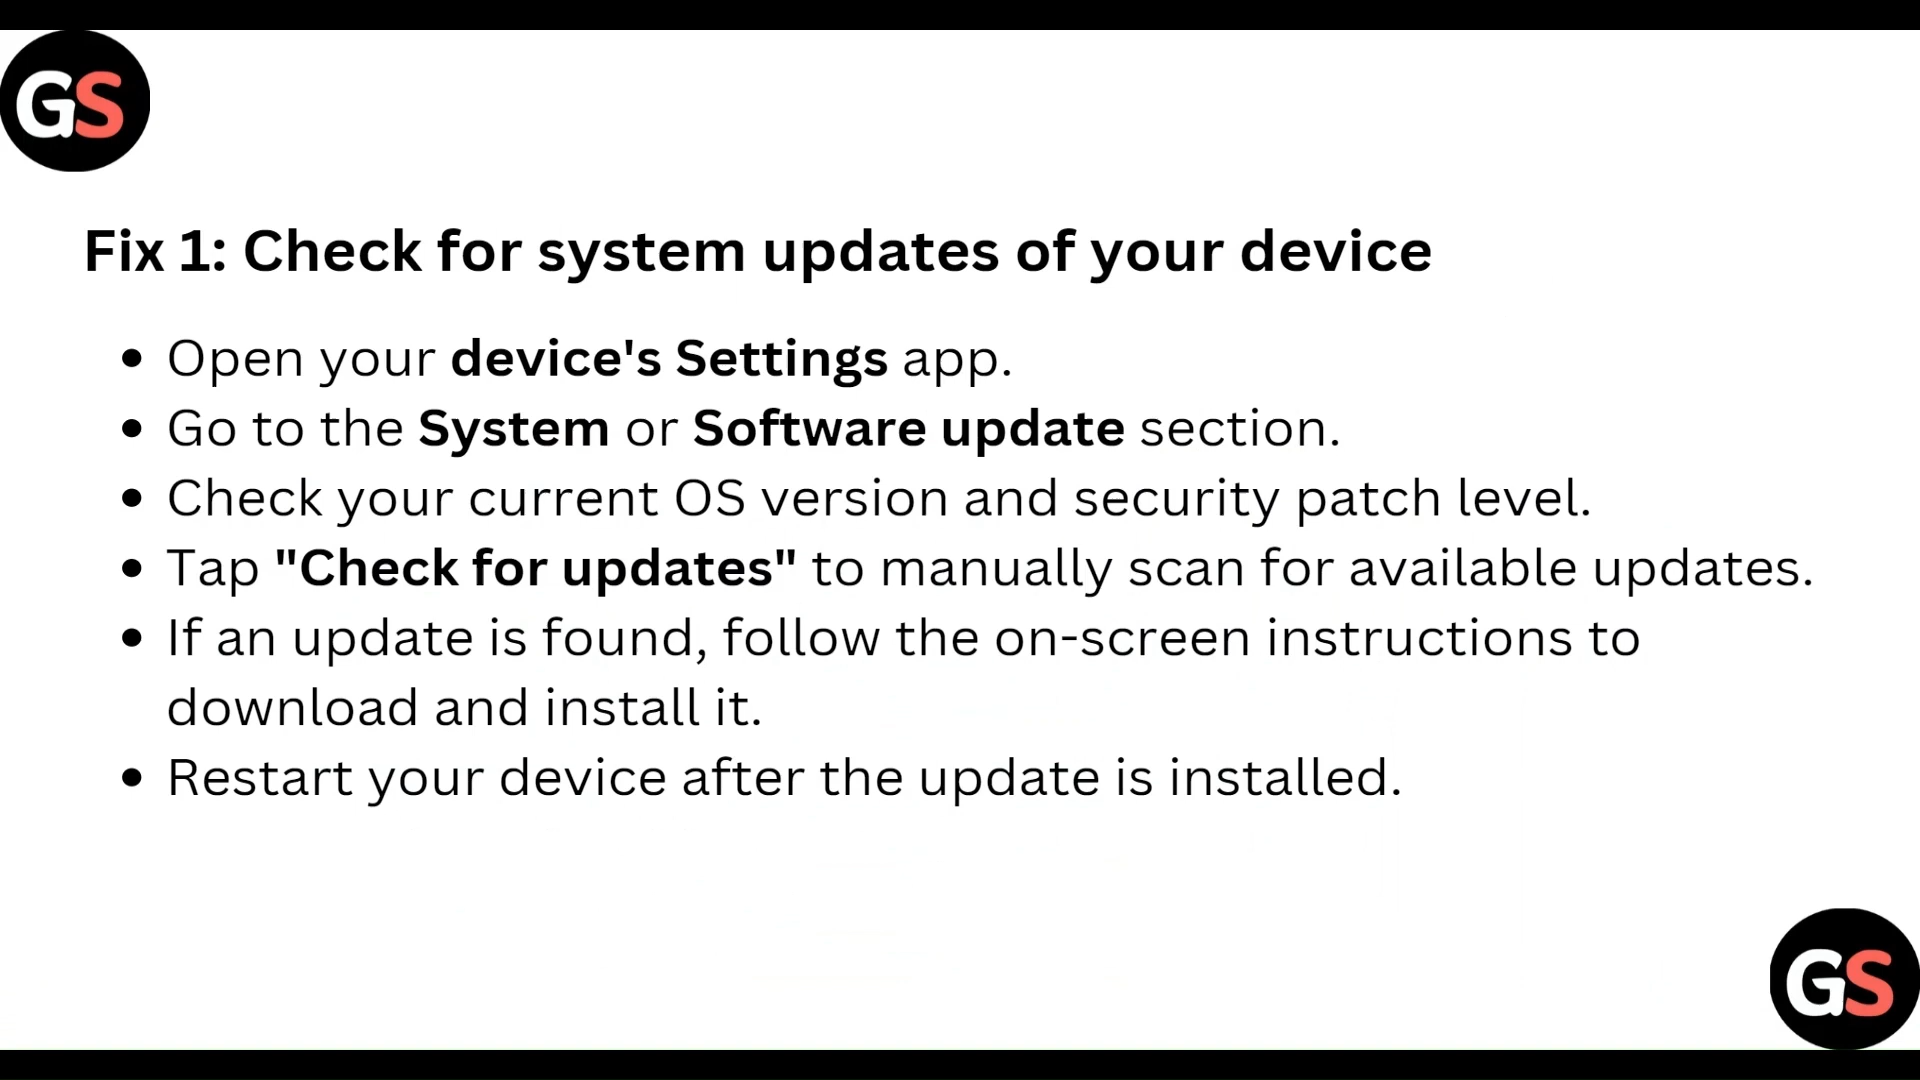 GS
Fix 1: Check for system updates of your device
• Open your device's Settings app.
• Go to the System or Software update section.
• Check your current OS version and security patch level.
• Tap "Check for updates" to manually scan for available updates.
• If an update is found, follow the on-screen instructions to
download and install it.
• Restart your device after the update is installed.
GS